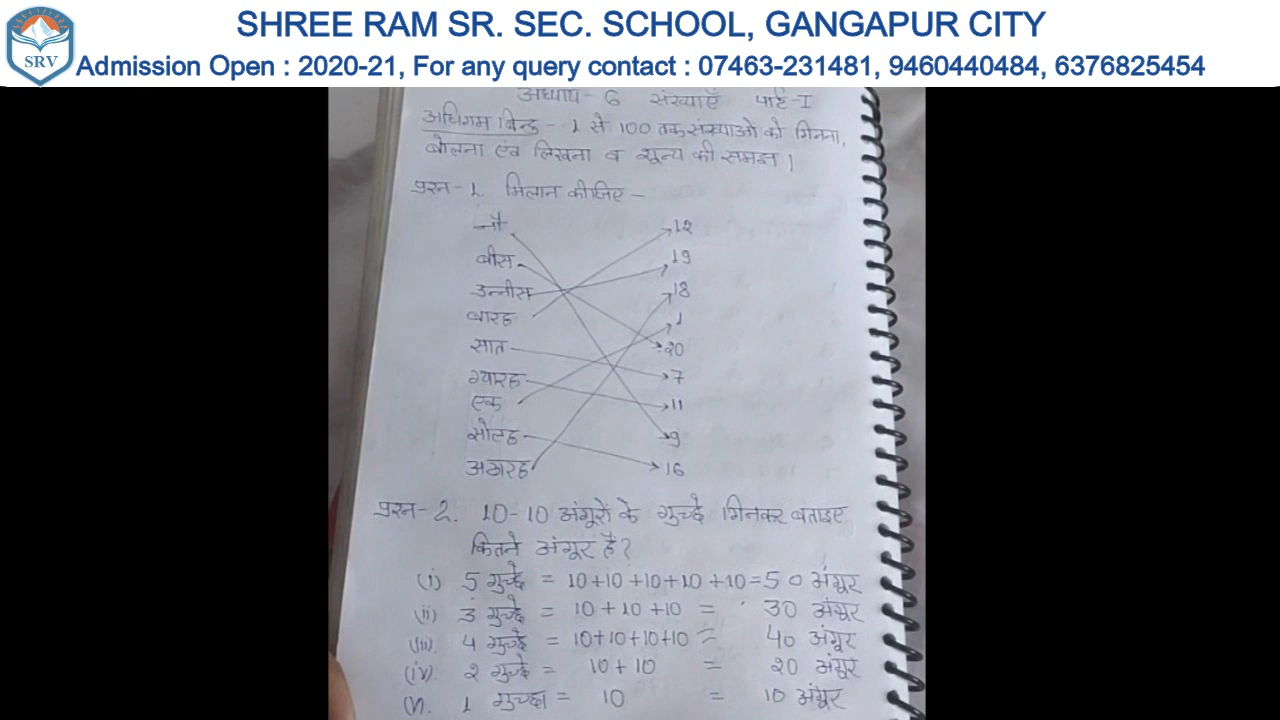 SHREE RAM SR. SEC. SCHOOL, GANGAPUR CITY
SRV
Admission Open : 2020-21, For any query contact : 07463-231481, 9460440484, 6376825454
अध्याय - 6 संख्याएँ पार्ट-I
अधिगम बिन्दु - 1 से 100 तक संख्याओं को गिनना,
बोलना एंव लिखना व शून्य की समझ।
प्रश्न - 1. मिलान कीजिए -
नौ 12
बीस 19
उन्नीस 18
बारह 1
सात 20
ग्यारह 7
एक 11
सोलह 9
अठारह 16
प्रश्न - 2. 10-10 अंगूरों के गुच्छे गिनकर बताइए
कितने अंगूर है?
(i) 5 गुच्छे = 10+10+10+10+10=50 अंगूर
(ii) 3 गुच्छे = 10+10+10 = 30 अंगूर
(iii). 4 गुच्छे = 10+10+10+10 = 40 अंगूर
(iv). 2 गुच्छे = 10+10 = 20 अंगूर
(v). 1 गुच्छा = 10 = 10 अंगूर